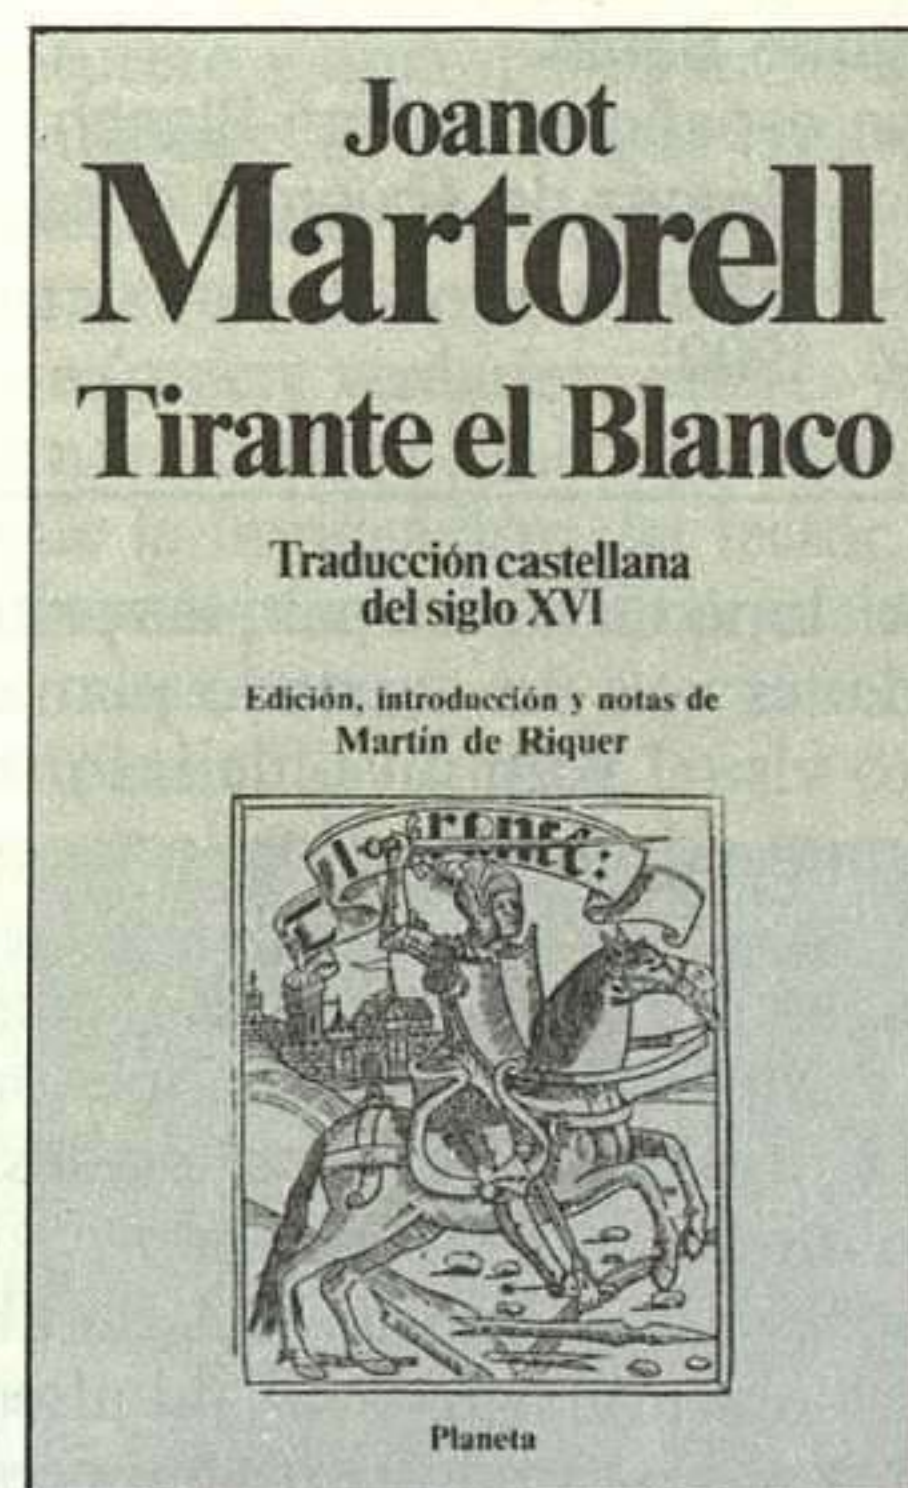 Joanot
Martorell
Tirante el Blanco
Traducción castellana
del siglo XVI
Edición, introducción y notas de
Martín de Riquer
Planeta